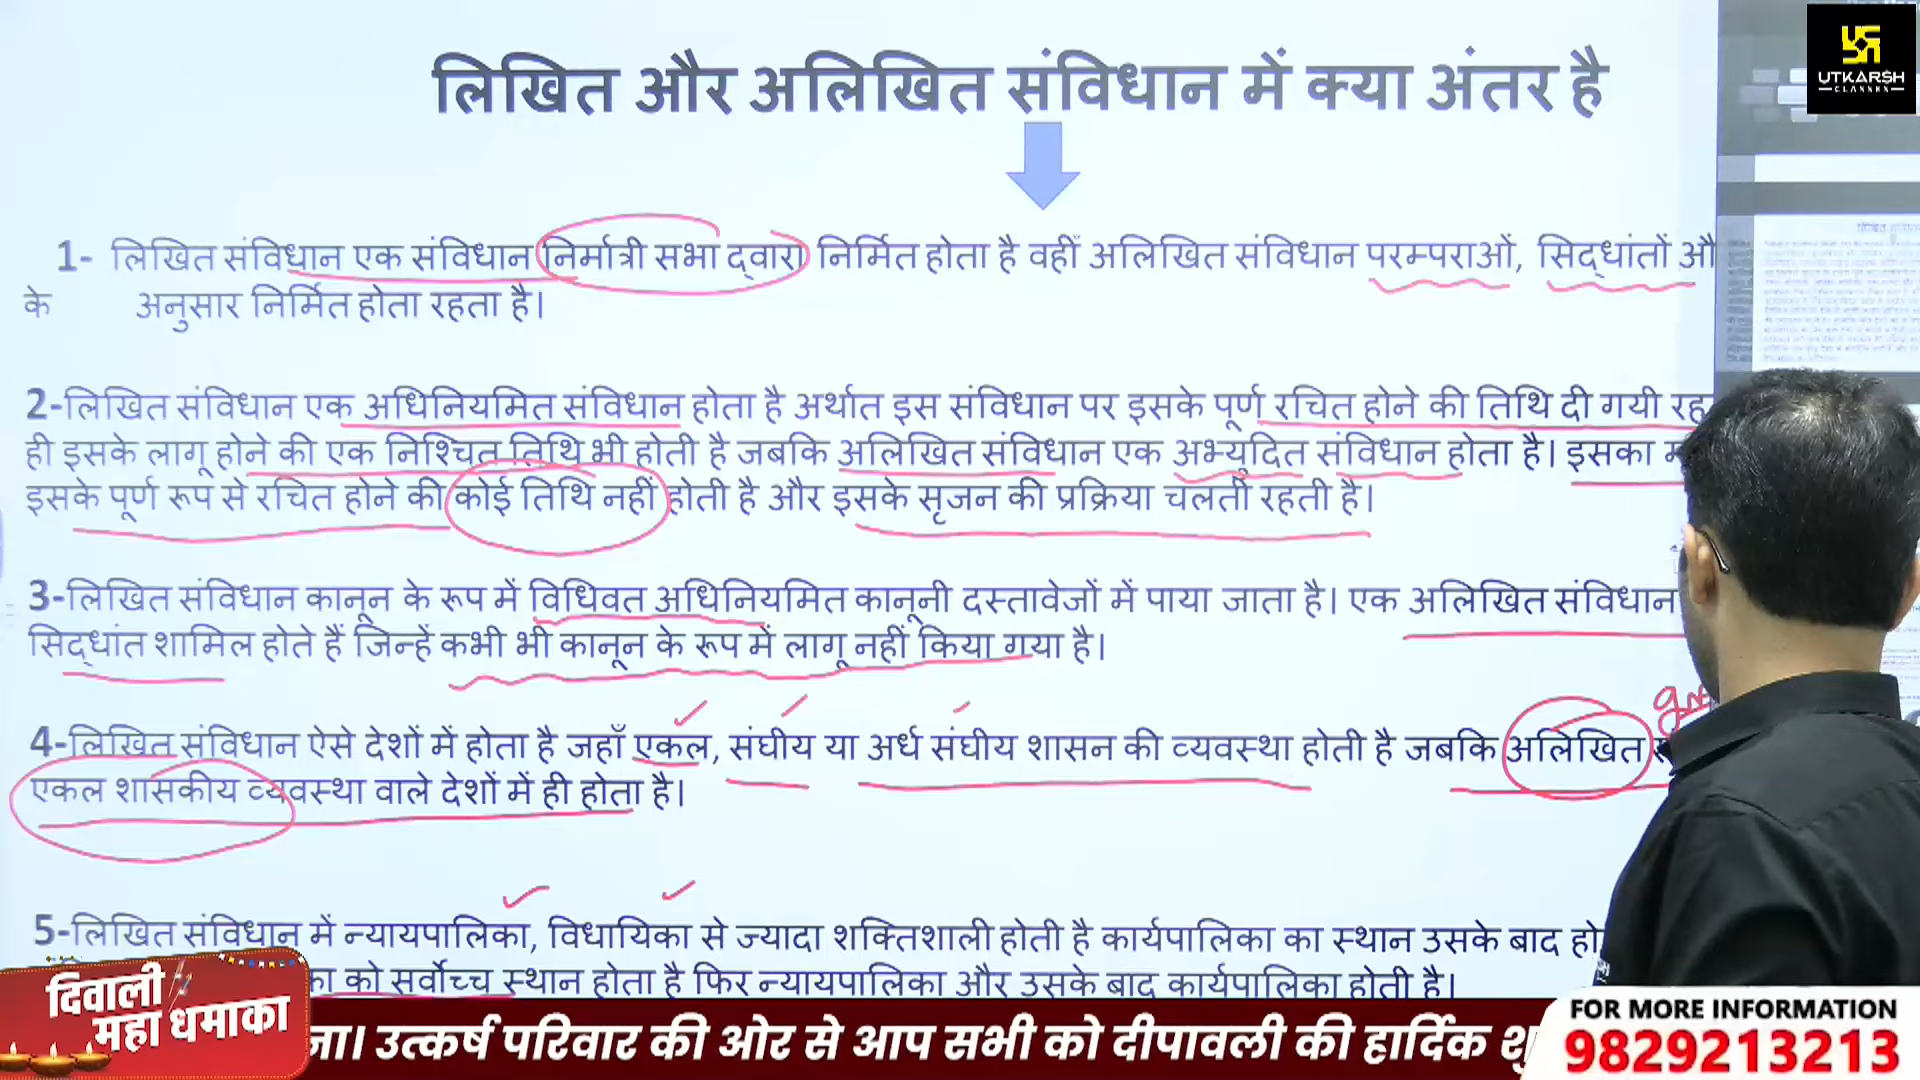 UTKARSH
CLASSES
लिखित और अलिखित संविधान में क्या अंतर है
1- लिखित संविधान एक संविधान निर्मात्री सभा द्वारा निर्मित होता है वहीं अलिखित संविधान परम्पराओं, सिद्धांतों औ
के अनुसार निर्मित होता रहता है।
2-लिखित संविधान एक अधिनियमित संविधान होता है अर्थात इस संविधान पर इसके पूर्ण रचित होने की तिथि दी गयी रह
ही इसके लागू होने की एक निश्चित तिथि भी होती है जबकि अलिखित संविधान एक अभ्युदित संविधान होता है। इसका
इसके पूर्ण रूप से रचित होने की कोई तिथि नहीं होती है और इसके सृजन की प्रक्रिया चलती रहती है।
3-लिखित संविधान कानून के रूप में विधिवत अधिनियमित कानूनी दस्तावेजों में पाया जाता है। एक अलिखित संविधान
सिद्धांत शामिल होते हैं जिन्हें कभी भी कानून के रूप में लागू नहीं किया गया है।
4-लिखित संविधान ऐसे देशों में होता है जहाँ एकल, संघीय या अर्ध संघीय शासन की व्यवस्था होती है जबकि अलिखित
एकल शासकीय व्यवस्था वाले देशों में ही होता है।
5-लिखित संविधान में न्यायपालिका, विधायिका से ज्यादा शक्तिशाली होती है कार्यपालिका का स्थान उसके बाद हो
का को सर्वोच्च स्थान होता है फिर न्यायपालिका और उसके बाद कार्यपालिका होती है।
दिवाली
महा धमाका
ना। उत्कर्ष परिवार की ओर से आप सभी को दीपावली की हार्दिक शु
FOR MORE INFORMATION
9829213213